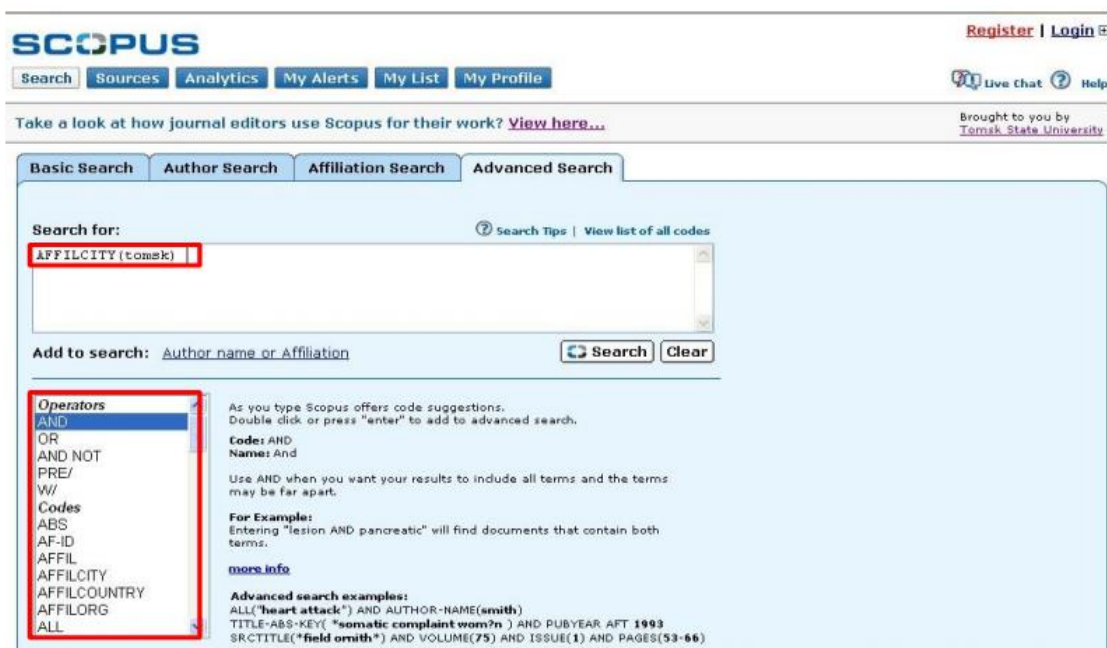 Register | Login
SCOPUS
Search Sources Analytics My Alerts My List My Profile
Live Chat Help
Take a look at how journal editors use Scopus for their work? View here...
Brought to you by
Tomsk State University
Basic Search Author Search Affiliation Search Advanced Search
Search for:
Search Tips | View list of all codes
AFFILCITY(tomsk)
Add to search: Author name or Affiliation
Search Clear
Operators
AND
OR
AND NOT
PRE/
W/
Codes
ABS
AF-ID
AFFIL
AFFILCITY
AFFILCOUNTRY
AFFILORG
ALL
As you type Scopus offers code suggestions.
Double click or press "enter" to add to advanced search.
Code: AND
Name: And
Use AND when you want your results to include all terms and the terms
may be far apart.
For Example:
Entering "lesion AND pancreatic" will find documents that contain both
terms.
more info
Advanced search examples:
ALL("heart attack") AND AUTHOR-NAME(smith)
TITLE-ABS-KEY( *somatic complaint wom?n ) AND PUBYEAR AFT 1993
SRCTITLE(*field ornith*) AND VOLUME(75) AND ISSUE(1) AND PAGES(53-66)